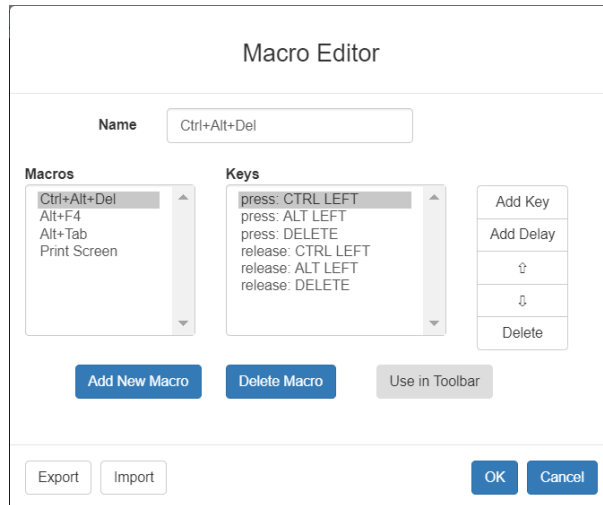 Macro Editor
Name
Ctrl+Alt+Del
Macros
Ctrl+Alt+Del
Alt+F4
Alt+Tab
Print Screen
Keys
press: CTRL LEFT
press: ALT LEFT
press: DELETE
release: CTRL LEFT
release: ALT LEFT
release: DELETE
Add Key
Add Delay
⇧
⇩
Delete
Add New Macro
Delete Macro
Use in Toolbar
Export
Import
OK
Cancel